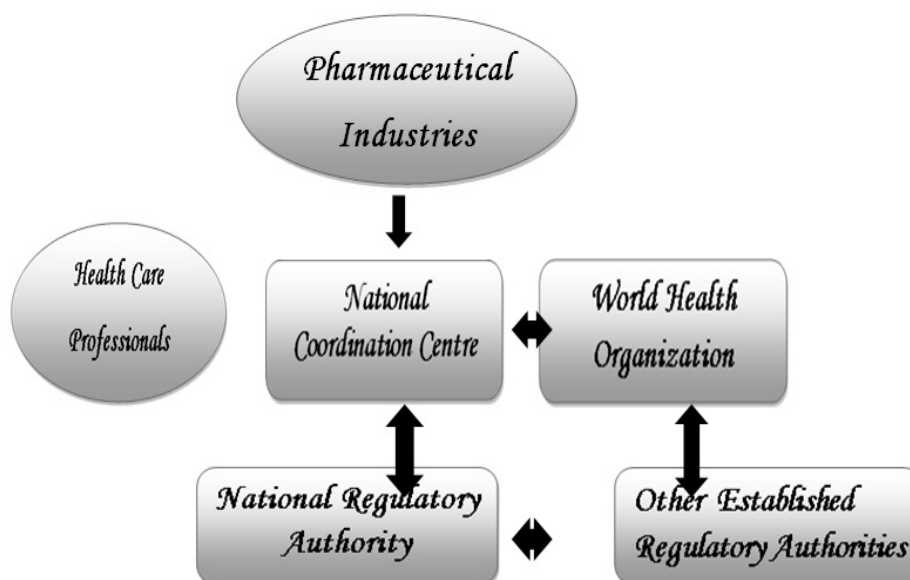 Pharmaceutical
Industries
Health Care
Professionals
National
Coordination Centre
World Health
Organization
National Regulatory
Authority
Other Established
Regulatory Authorities